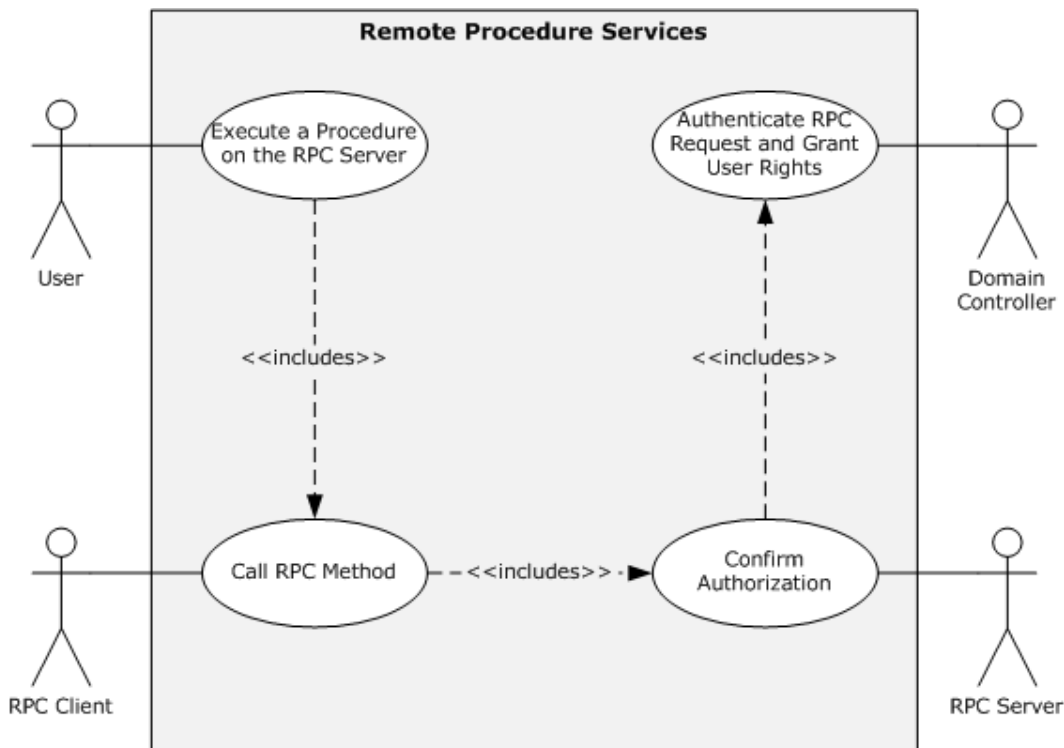 Remote Procedure Services
Execute a Procedure
on the RPC Server
Authenticate RPC
Request and Grant
User Rights
User
Domain
Controller
<<includes>>
<<includes>>
Call RPC Method
<<includes>>
Confirm
Authorization
RPC Client
RPC Server